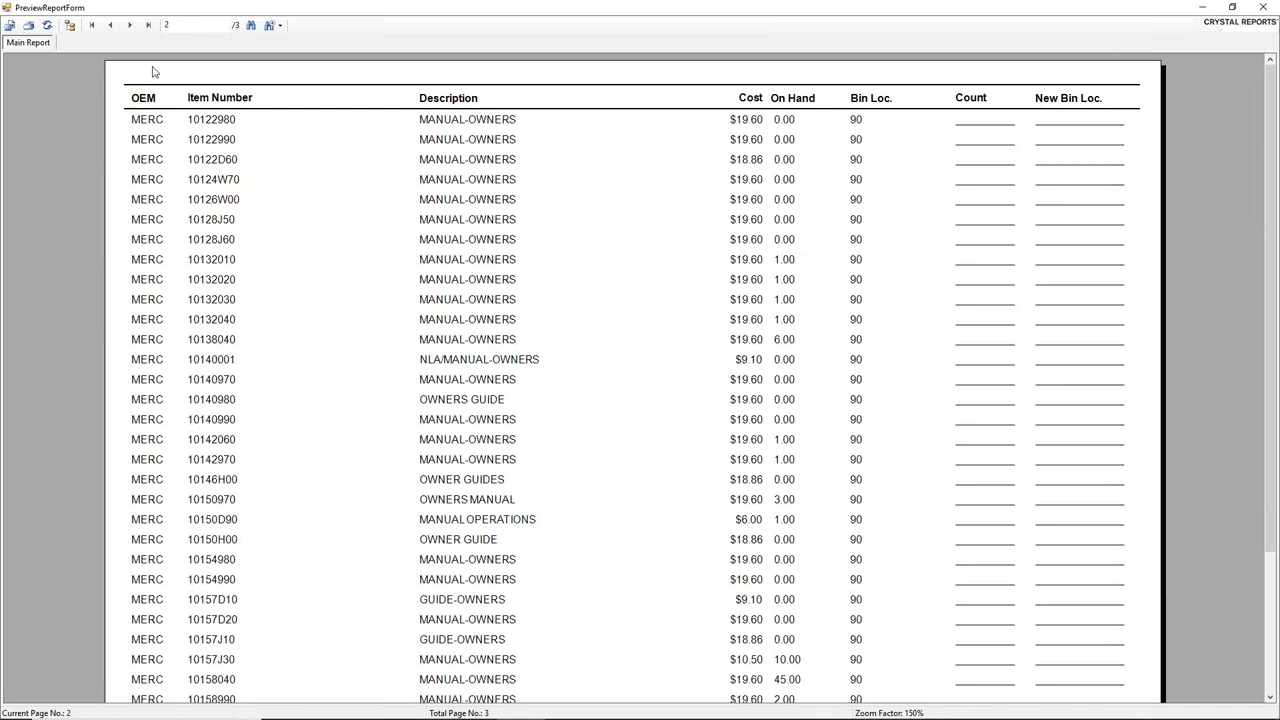 PreviewReportForm
2 /3
CRYSTAL REPORTS
Main Report
OEM Item Number Description Cost On Hand Bin Loc. Count New Bin Loc.
MERC 10122980 MANUAL-OWNERS $19.60 0.00 90
MERC 10122990 MANUAL-OWNERS $19.60 0.00 90
MERC 10122D60 MANUAL-OWNERS $18.86 0.00 90
MERC 10124W70 MANUAL-OWNERS $19.60 0.00 90
MERC 10126W00 MANUAL-OWNERS $19.60 0.00 90
MERC 10128J50 MANUAL-OWNERS $19.60 0.00 90
MERC 10128J60 MANUAL-OWNERS $19.60 0.00 90
MERC 10132010 MANUAL-OWNERS $19.60 1.00 90
MERC 10132020 MANUAL-OWNERS $19.60 1.00 90
MERC 10132030 MANUAL-OWNERS $19.60 1.00 90
MERC 10132040 MANUAL-OWNERS $19.60 1.00 90
MERC 10138040 MANUAL-OWNERS $19.60 6.00 90
MERC 10140001 NLA/MANUAL-OWNERS $9.10 0.00 90
MERC 10140970 MANUAL-OWNERS $19.60 0.00 90
MERC 10140980 OWNERS GUIDE $19.60 0.00 90
MERC 10140990 MANUAL-OWNERS $19.60 0.00 90
MERC 10142060 MANUAL-OWNERS $19.60 1.00 90
MERC 10142970 MANUAL-OWNERS $19.60 1.00 90
MERC 10146H00 OWNER GUIDES $18.86 0.00 90
MERC 10150970 OWNERS MANUAL $19.60 3.00 90
MERC 10150D90 MANUAL OPERATIONS $6.00 1.00 90
MERC 10150H00 OWNER GUIDE $18.86 0.00 90
MERC 10154980 MANUAL-OWNERS $19.60 0.00 90
MERC 10154990 MANUAL-OWNERS $19.60 0.00 90
MERC 10157D10 GUIDE-OWNERS $9.10 0.00 90
MERC 10157D20 MANUAL-OWNERS $19.60 0.00 90
MERC 10157J10 GUIDE-OWNERS $18.86 0.00 90
MERC 10157J30 MANUAL-OWNERS $10.50 10.00 90
MERC 10158040 MANUAL-OWNERS $19.60 45.00 90
MERC 10158990 MANUAL-OWNERS $19.60 2.00 90
Current Page No.: 2 Total Page No.: 3 Zoom Factor: 150%